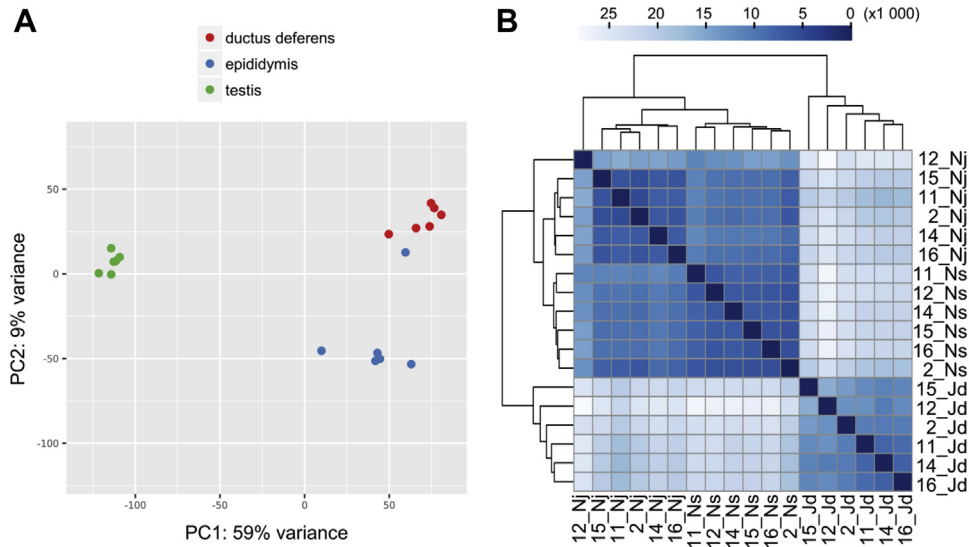 A
ductus deferens
epididymis
testis
50
0
-50
-100
PC2: 9% variance
-100
-50
0
50
PC1: 59% variance
B
25 20 15 10 5 0 (x1 000)
12_Nj
15_Nj
11_Nj
2_Nj
14_Nj
16_Nj
11_Ns
12_Ns
14_Ns
15_Ns
16_Ns
2_Ns
15_Jd
12_Jd
2_Jd
11_Jd
14_Jd
16_Jd
12_Nj
15_Nj
11_Nj
2_Nj
14_Nj
16_Nj
11_Ns
12_Ns
14_Ns
15_Ns
16_Ns
2_Ns
15_Jd
12_Jd
2_Jd
11_Jd
14_Jd
16_Jd